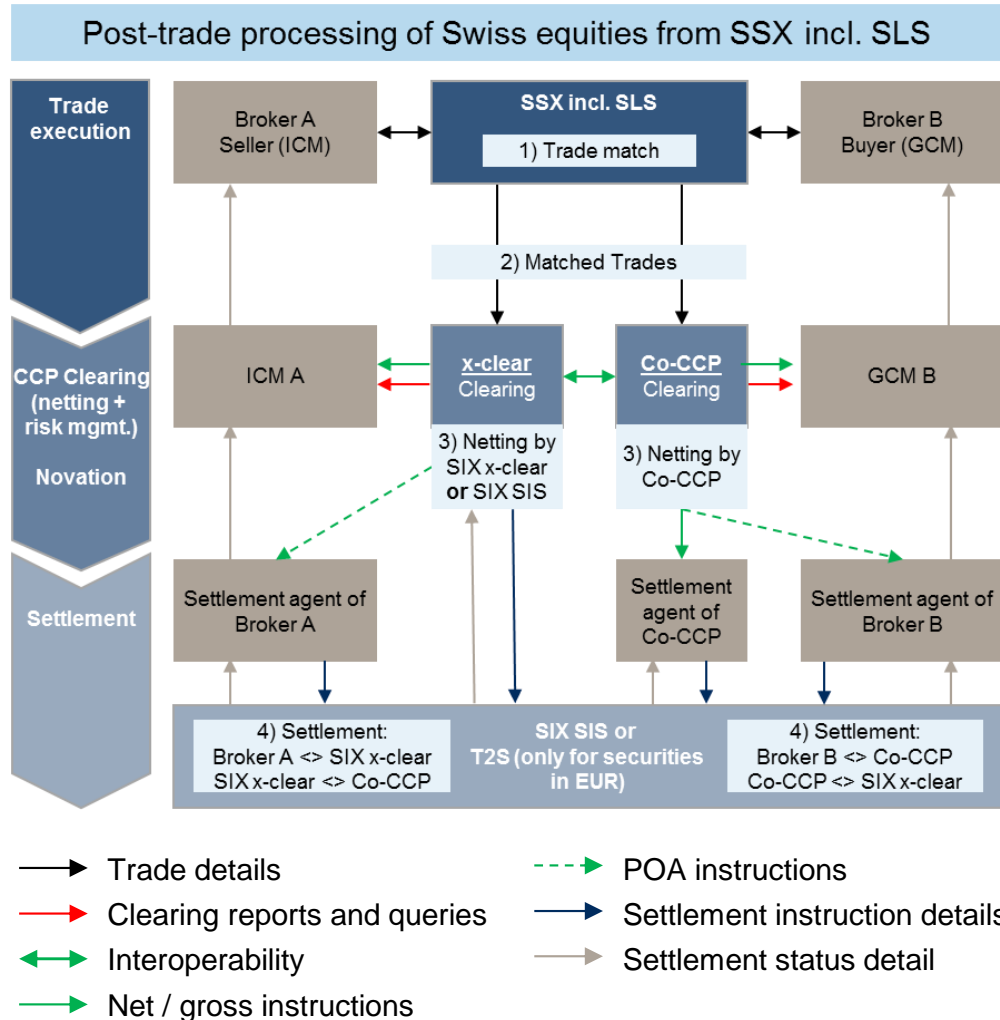 Post-trade processing of Swiss equities from SSX incl. SLS
Trade
execution
Broker A
Seller (ICM)
SSX incl. SLS
1) Trade match
Broker B
Buyer (GCM)
2) Matched Trades
CCP Clearing
(netting +
risk mgmt.)
Novation
ICM A
x-clear
Clearing
Co-CCP
Clearing
GCM B
3) Netting by
SIX x-clear
or SIX SIS
3) Netting by
Co-CCP
Settlement
Settlement agent of
Broker A
Settlement
agent of
Co-CCP
Settlement agent of
Broker B
4) Settlement:
Broker A <> SIX x-clear
SIX x-clear <> Co-CCP
SIX SIS or
T2S (only for securities
in EUR)
4) Settlement:
Broker B <> Co-CCP
Co-CCP <> SIX x-clear
Trade details
Clearing reports and queries
Interoperability
Net / gross instructions
POA instructions
Settlement instruction details
Settlement status detail